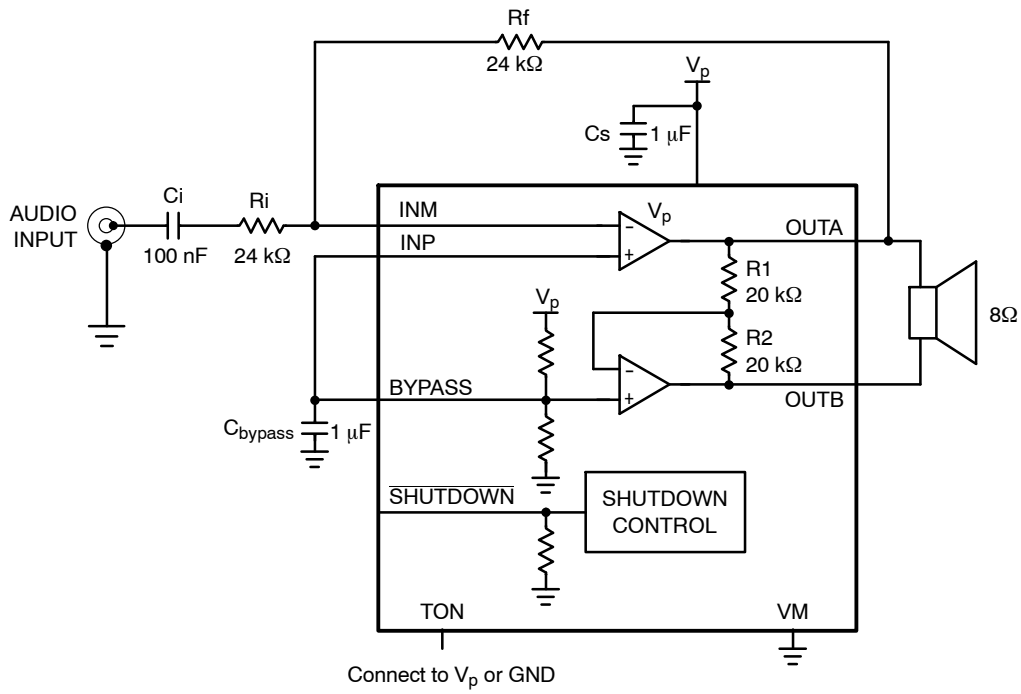 Rf
24 kΩ
Vp
Cs
1 μF
AUDIO
INPUT
Ci
100 nF
Ri
24 kΩ
INM
INP
Vp
-
+
OUTA
R1
20 kΩ
R2
20 kΩ
8Ω
Vp
-
+
BYPASS
OUTB
Cbypass
1 μF
SHUTDOWN
SHUTDOWN
CONTROL
TON
VM
Connect to Vp or GND